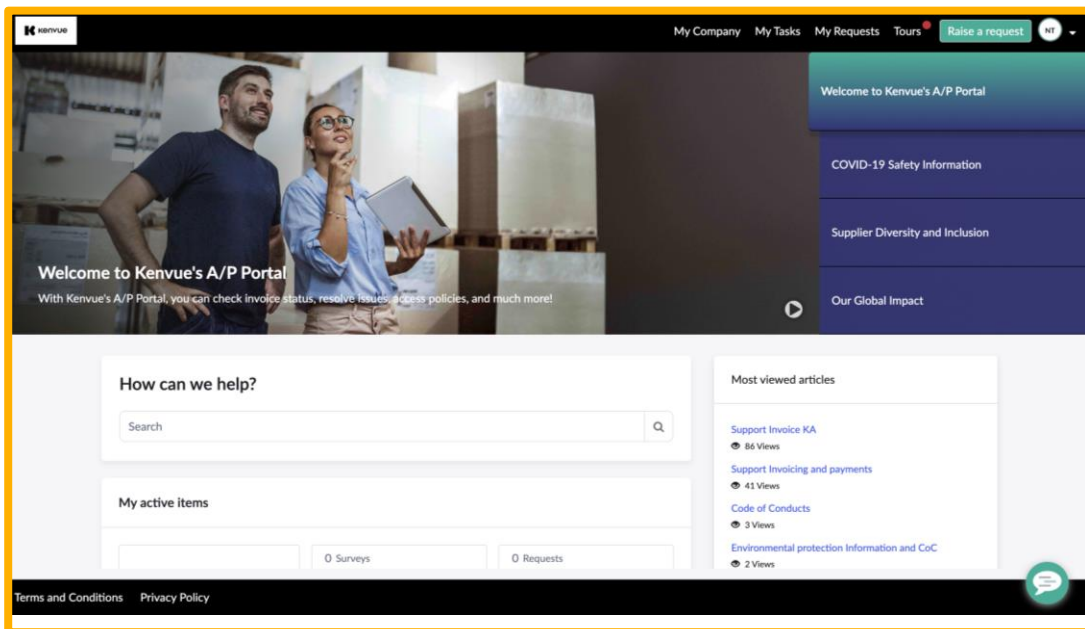 Kenvue
My Company My Tasks My Requests Tours Raise a request NT
Welcome to Kenvue's A/P Portal
COVID-19 Safety Information
Supplier Diversity and Inclusion
Our Global Impact
Welcome to Kenvue's A/P Portal
With Kenvue's A/P Portal, you can check invoice status, resolve issues, access policies, and much more!
How can we help?
Search
My active items
0 Surveys
0 Requests
Most viewed articles
Support Invoice KA
86 Views
Support Invoicing and payments
41 Views
Code of Conducts
3 Views
Environmental protection Information and CoC
2 Views
Terms and Conditions Privacy Policy